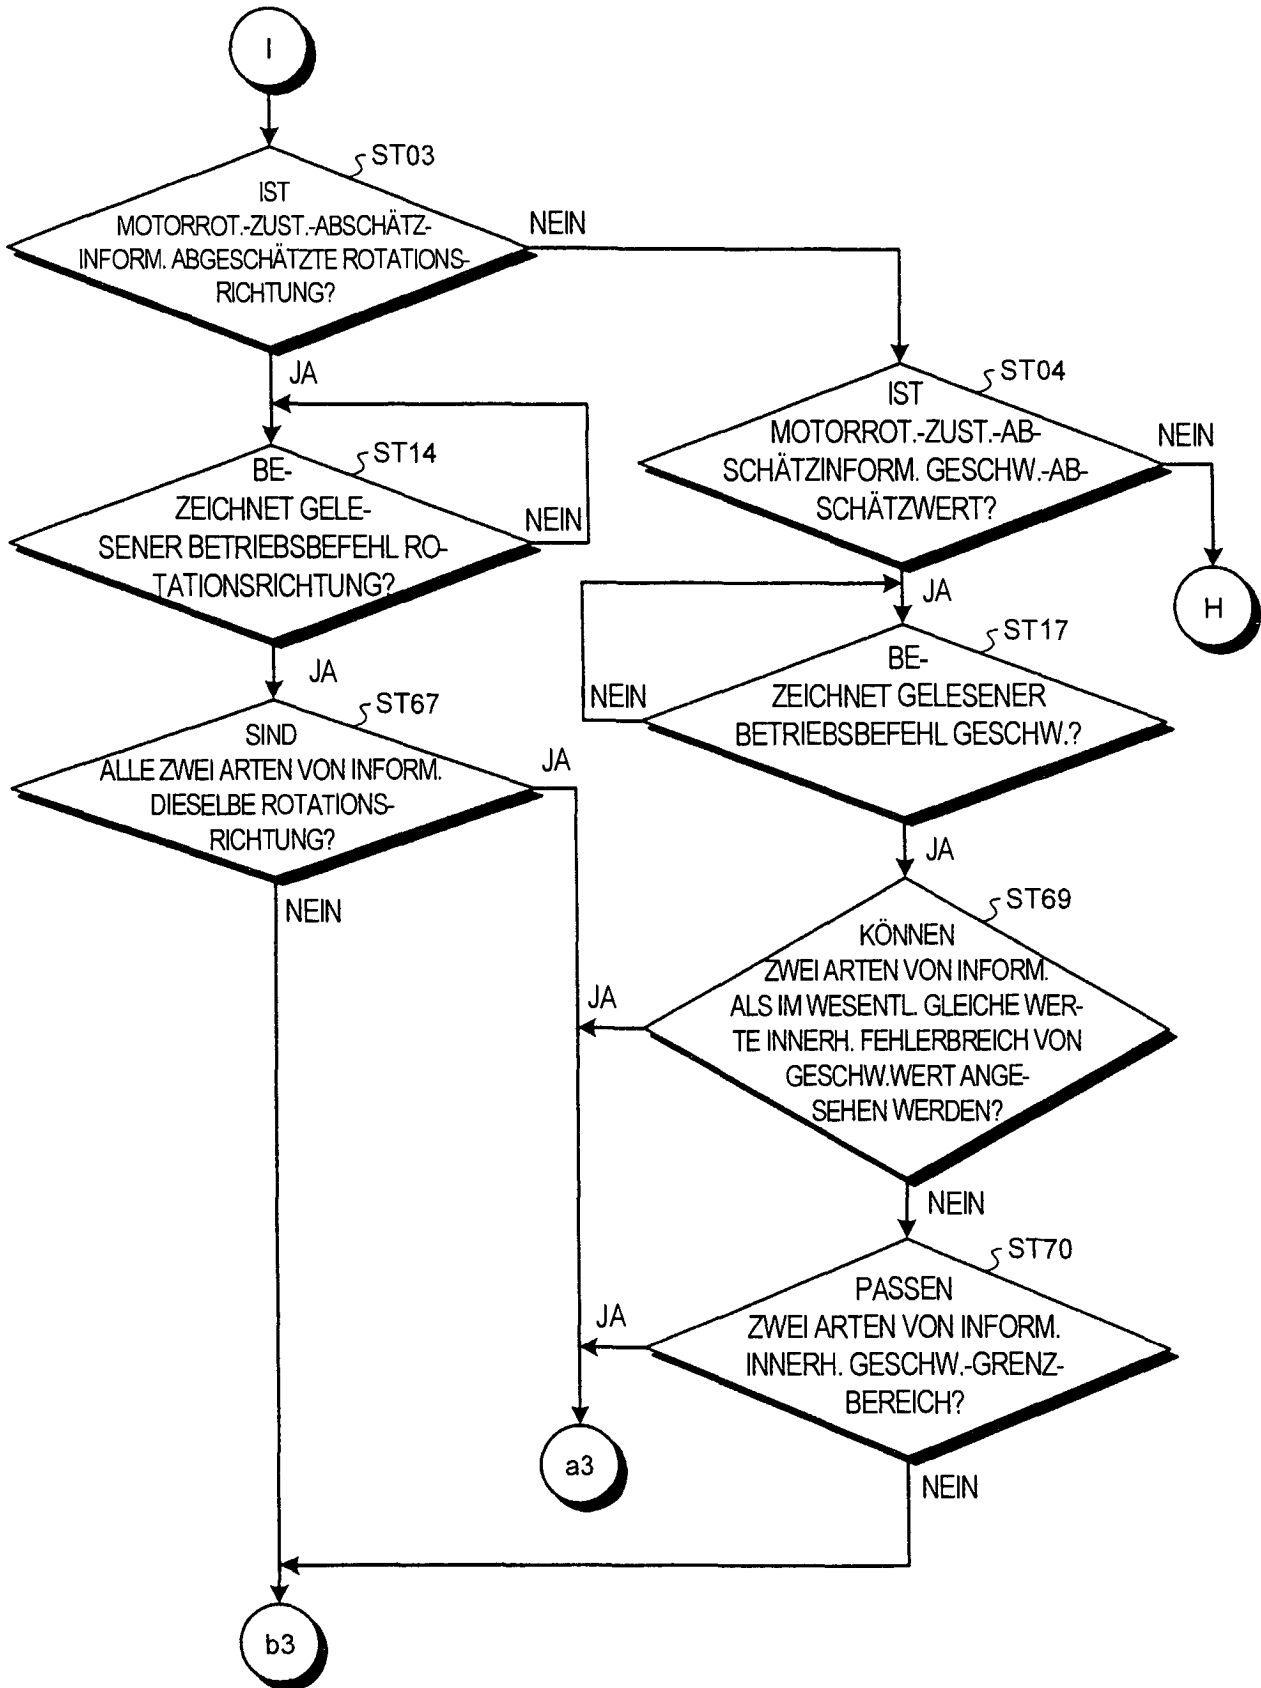 I
ST03
IST
MOTORROT.-ZUST.-ABSCHÄTZ-
INFORM. ABGESCHÄTZTE ROTATIONS-
RICHTUNG?
NEIN
JA
ST04
IST
MOTORROT.-ZUST.-AB-
SCHÄTZINFORM. GESCHW.-AB-
SCHÄTZWERT?
NEIN
H
JA
ST14
BE-
ZEICHNET GELE-
SENER BETRIEBSBEFEHL RO-
TATIONSRICHTUNG?
NEIN
JA
ST17
BE-
ZEICHNET GELESENER
BETRIEBSBEFEHL GESCHW.?
NEIN
JA
ST67
SIND
ALLE ZWEI ARTEN VON INFORM.
DIESELBE ROTATIONS-
RICHTUNG?
JA
NEIN
ST69
KÖNNEN
ZWEI ARTEN VON INFORM.
ALS IM WESENTL. GLEICHE WER-
TE INNERH. FEHLERBREICH VON
GESCHW.WERT ANGE-
SEHEN WERDEN?
JA
NEIN
ST70
PASSEN
ZWEI ARTEN VON INFORM.
INNERH. GESCHW.-GRENZ-
BEREICH?
JA
NEIN
a3
b3